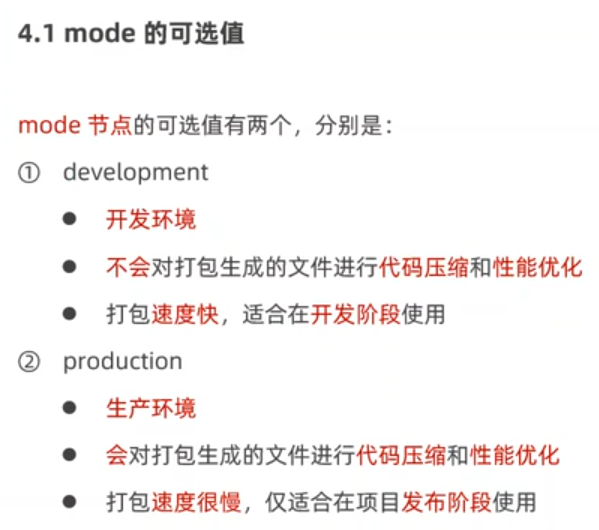 4.1 mode 的可选值
mode 节点的可选值有两个，分别是：
① development
● 开发环境
● 不会对打包生成的文件进行代码压缩和性能优化
● 打包速度快，适合在开发阶段使用
② production
● 生产环境
● 会对打包生成的文件进行代码压缩和性能优化
● 打包速度很慢，仅适合在项目发布阶段使用